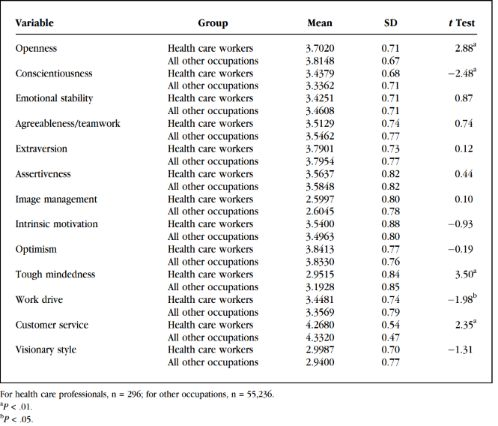 Variable Group Mean SD t Test
Openness Health care workers 3.7020 0.71 2.88a
All other occupations 3.8148 0.67
Conscientiousness Health care workers 3.4379 0.68 −2.48a
All other occupations 3.3362 0.71
Emotional stability Health care workers 3.4251 0.71 0.87
All other occupations 3.4608 0.71
Agreeableness/teamwork Health care workers 3.5129 0.74 0.74
All other occupations 3.5462 0.77
Extraversion Health care workers 3.7901 0.73 0.12
All other occupations 3.7954 0.77
Assertiveness Health care workers 3.5637 0.82 0.44
All other occupations 3.5848 0.82
Image management Health care workers 2.5997 0.80 0.10
All other occupations 2.6045 0.78
Intrinsic motivation Health care workers 3.5400 0.88 −0.93
All other occupations 3.4963 0.80
Optimism Health care workers 3.8413 0.77 −0.19
All other occupations 3.8330 0.76
Tough mindedness Health care workers 2.9515 0.84 3.50a
All other occupations 3.1928 0.85
Work drive Health care workers 3.4481 0.74 −1.98b
All other occupations 3.3569 0.79
Customer service Health care workers 4.2680 0.54 2.35a
All other occupations 4.3320 0.47
Visionary style Health care workers 2.9987 0.70 −1.31
All other occupations 2.9400 0.77
For health care professionals, n = 296; for other occupations, n = 55,236.
aP < .01.
bP < .05.